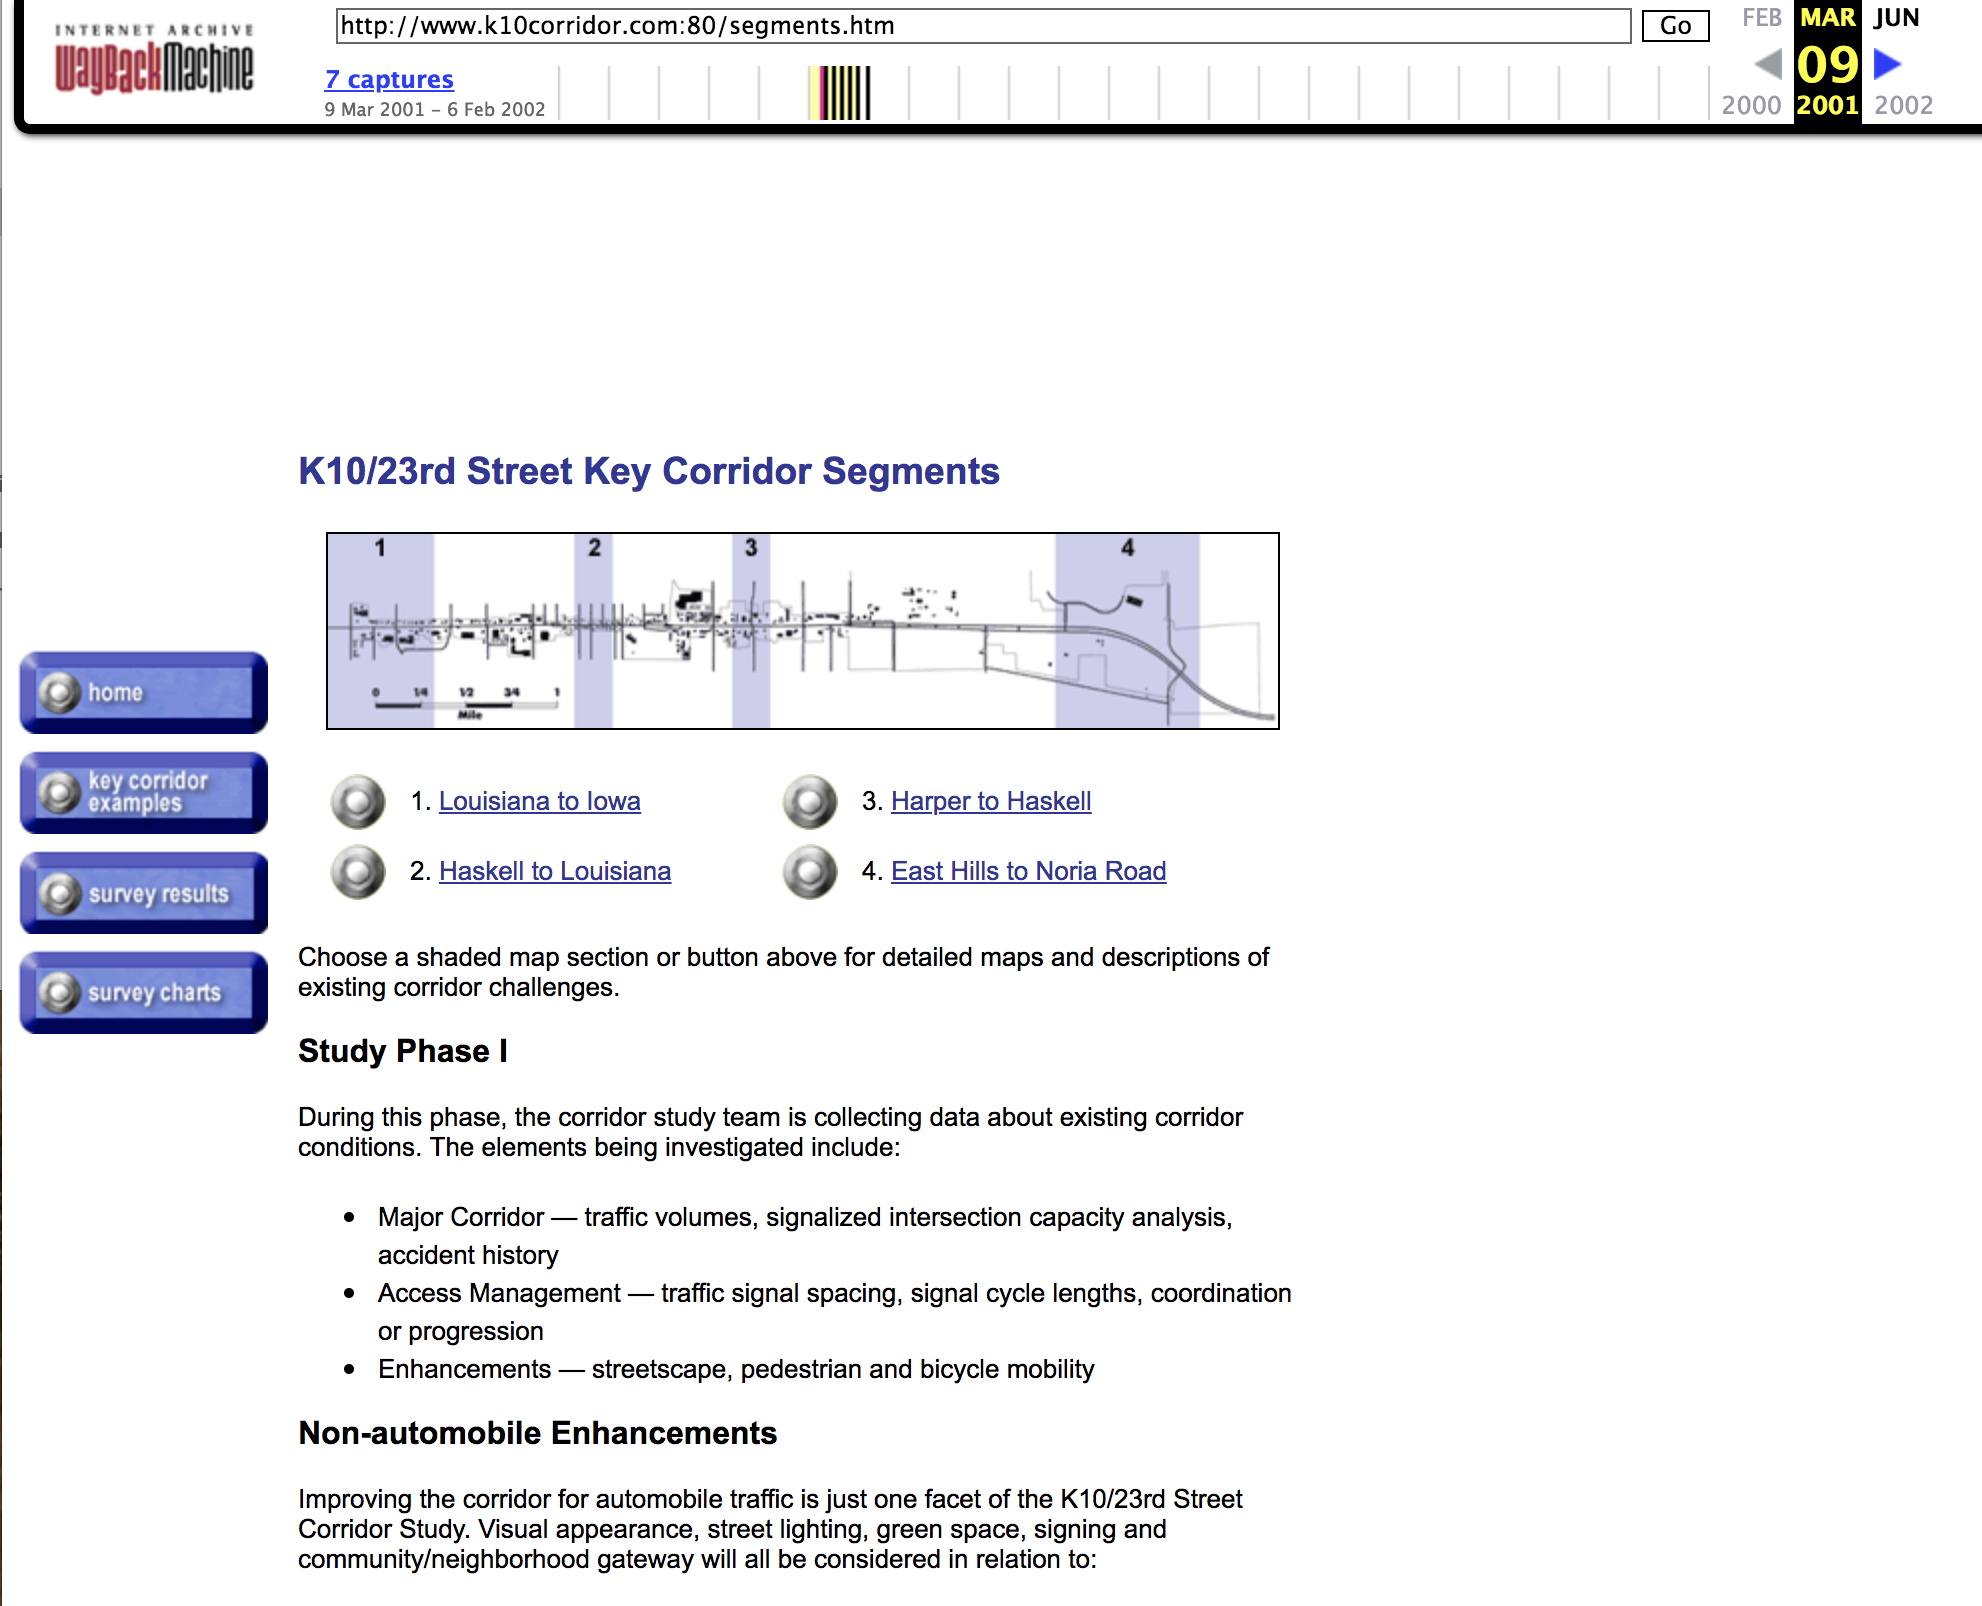 INTERNET ARCHIVE
WayBackMachine
http://www.k10corridor.com:80/segments.htm
Go
FEB MAR JUN
7 captures
09
9 Mar 2001 – 6 Feb 2002
2000 2001 2002
K10/23rd Street Key Corridor Segments
1 2 3 4
0 1/4 1/2 3/4 1
Mile
home
key corridor
examples
survey results
survey charts
1. Louisiana to Iowa
3. Harper to Haskell
2. Haskell to Louisiana
4. East Hills to Noria Road
Choose a shaded map section or button above for detailed maps and descriptions of
existing corridor challenges.
Study Phase I
During this phase, the corridor study team is collecting data about existing corridor
conditions. The elements being investigated include:
• Major Corridor — traffic volumes, signalized intersection capacity analysis,
accident history
• Access Management — traffic signal spacing, signal cycle lengths, coordination
or progression
• Enhancements — streetscape, pedestrian and bicycle mobility
Non-automobile Enhancements
Improving the corridor for automobile traffic is just one facet of the K10/23rd Street
Corridor Study. Visual appearance, street lighting, green space, signing and
community/neighborhood gateway will all be considered in relation to: